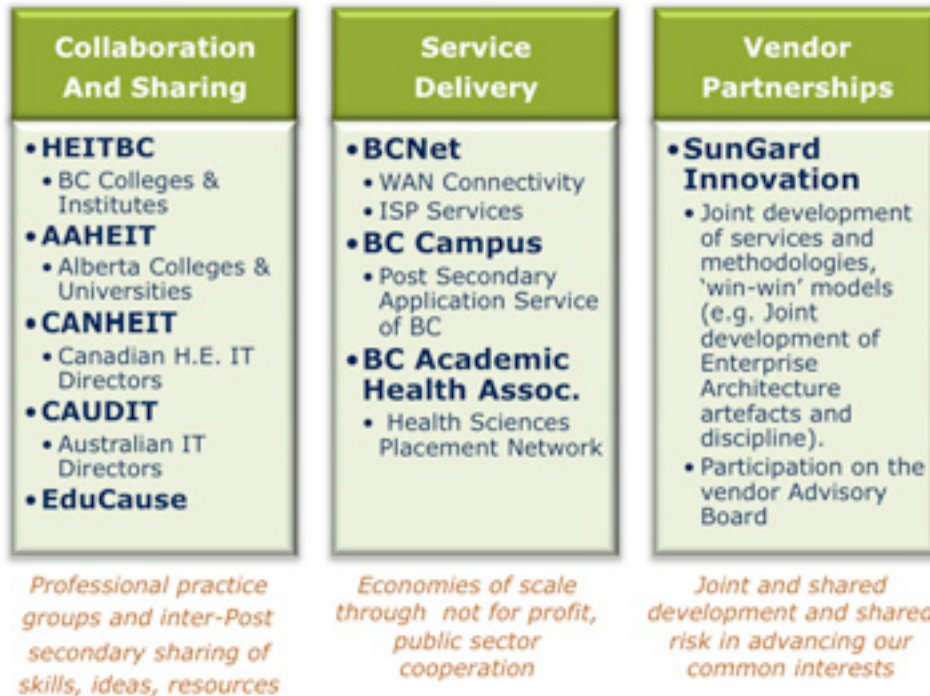 Collaboration
And Sharing
• HEITBC
• BC Colleges &
Institutes
• AAHEIT
• Alberta Colleges &
Universities
• CANHEIT
• Canadian H.E. IT
Directors
• CAUDIT
• Australian IT
Directors
• EduCause
Professional practice
groups and inter-Post
secondary sharing of
skills, ideas, resources
Service
Delivery
• BCNet
• WAN Connectivity
• ISP Services
• BC Campus
• Post Secondary
Application Service
of BC
• BC Academic
Health Assoc.
• Health Sciences
Placement Network
Economies of scale
through not for profit,
public sector
cooperation
Vendor
Partnerships
• SunGard
Innovation
• Joint development
of services and
methodologies,
‘win-win’ models
(e.g. Joint
development of
Enterprise
Architecture
artefacts and
discipline).
• Participation on the
vendor Advisory
Board
Joint and shared
development and shared
risk in advancing our
common interests